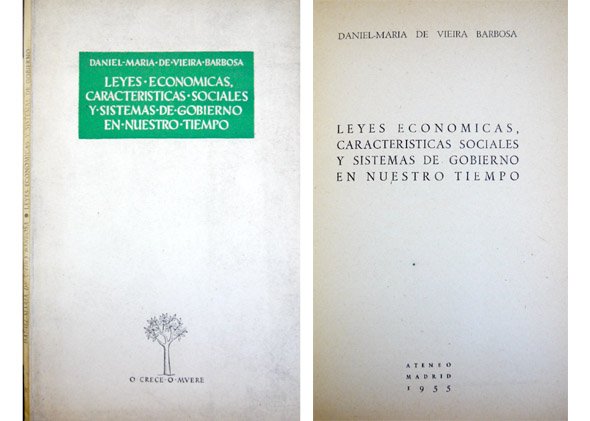 DANIEL-MARIA·DE·VIEIRA·BARBOSA
LEYES·ECONOMICAS,
CARACTERISTICAS·SOCIALES
Y·SISTEMAS·DE·GOBIERNO
EN·NUESTRO·TIEMPO
O·CRECE·O·MVERE
DANIEL-MARIA DE VIEIRA BARBOSA
LEYES ECONOMICAS,
CARACTERISTICAS SOCIALES
Y SISTEMAS DE GOBIERNO
EN NUESTRO TIEMPO
ATENEO
MADRID
1955